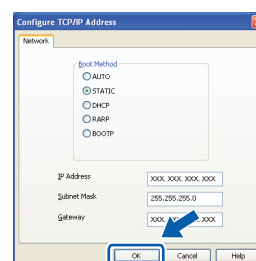 Configure TCP/IP Address
Network
Boot Method
AUTO
STATIC
DHCP
RARP
BOOTP
IP Address XXX. XXX. XXX. XXX
Subnet Mask 255.255.255.0
Gateway XXX. XXX
OK Cancel Help